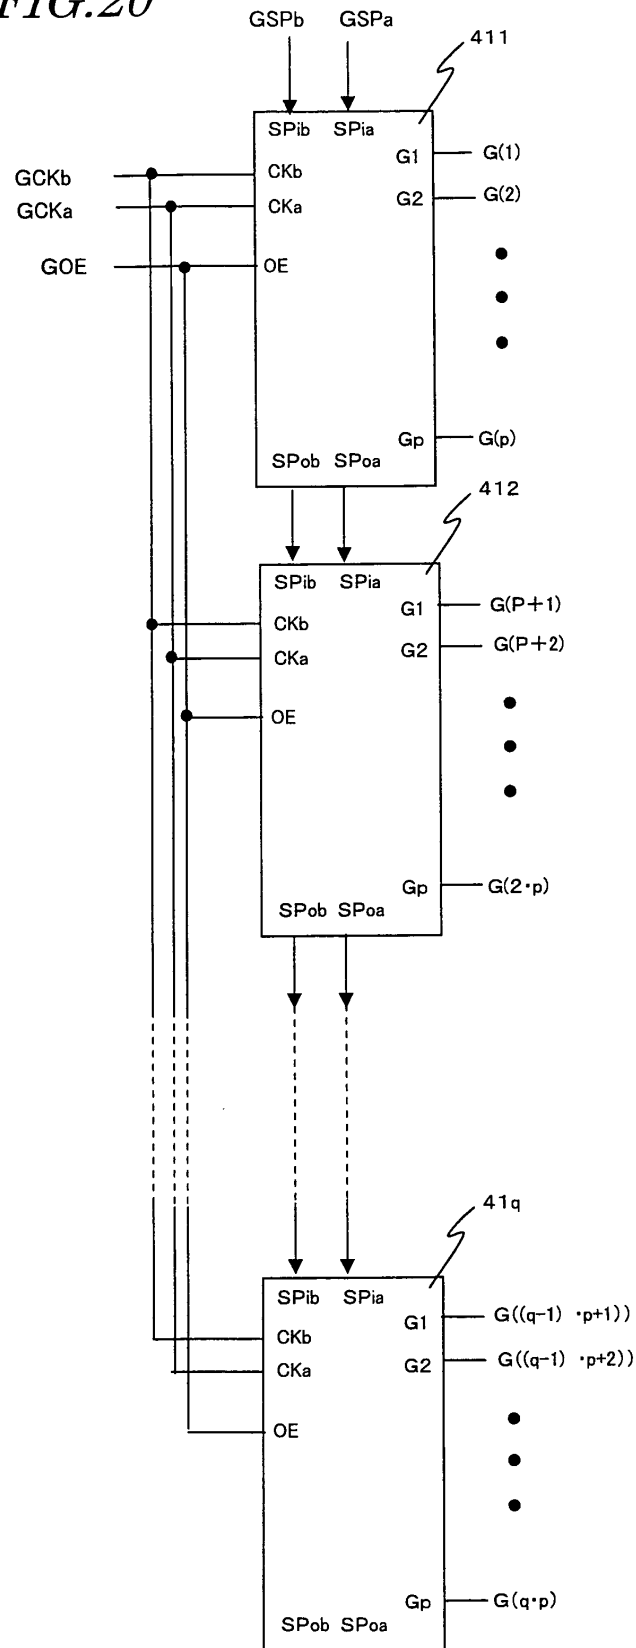 FIG.20
GSPb GSPa
411
SPib SPia
G1 G(1)
GCKb CKb
G2 G(2)
GCKa CKa
GOE OE
Gp G(p)
SPob SPoa
412
SPib SPia
G1 G(P+1)
CKb
G2 G(P+2)
CKa
OE
Gp G(2·p)
SPob SPoa
41q
SPib SPia
G1 G((q-1) ·p+1))
CKb
G2 G((q-1) ·p+2))
CKa
OE
Gp G(q·p)
SPob SPoa